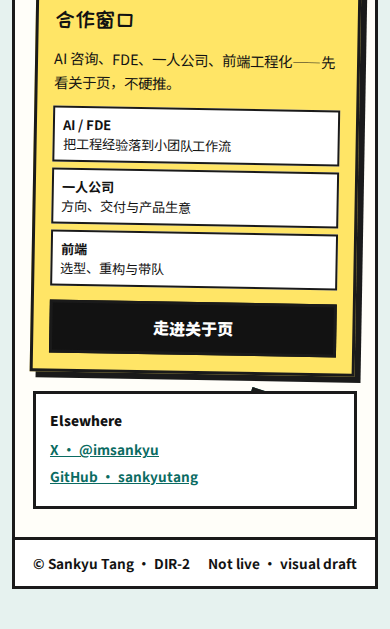 合作窗口
AI 咨询、FDE、一人公司、前端工程化——先
看关于页，不硬推。
AI / FDE
把工程经验落到小团队工作流
一人公司
方向、交付与产品生意
前端
选型、重构与带队
走进关于页
Elsewhere
X · @imsankyu
GitHub · sankyutang
© Sankyu Tang · DIR-2 Not live · visual draft